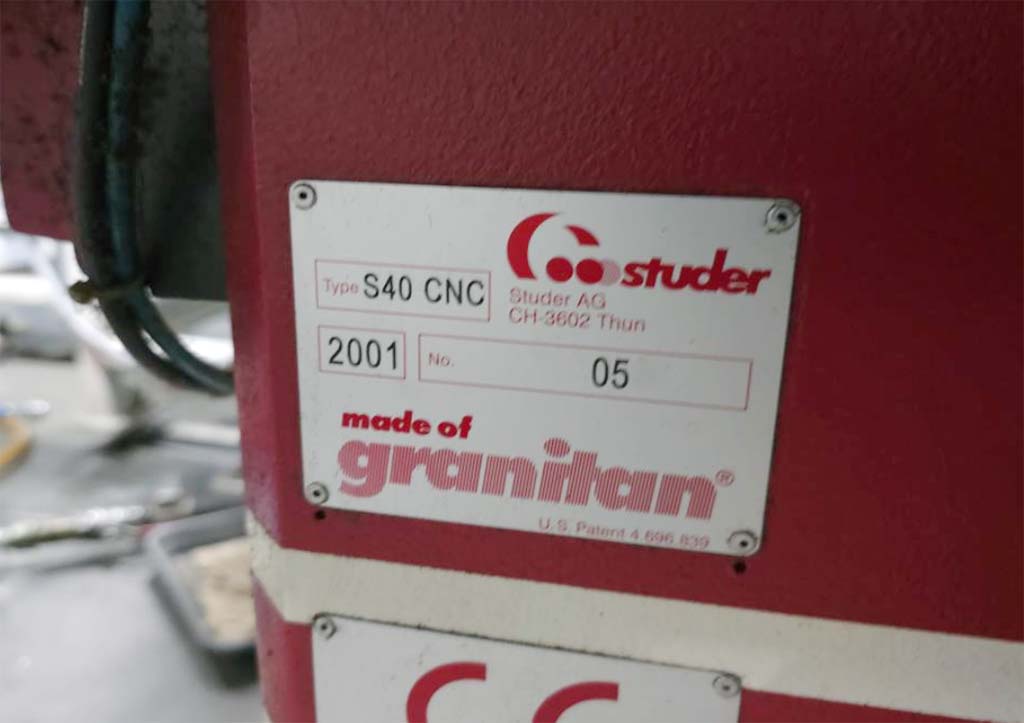 studer
Type S40 CNC
Studer AG
CH-3602 Thun
2001 No. 05
made of
granitan®
U.S. Patent 4.696.839
CE